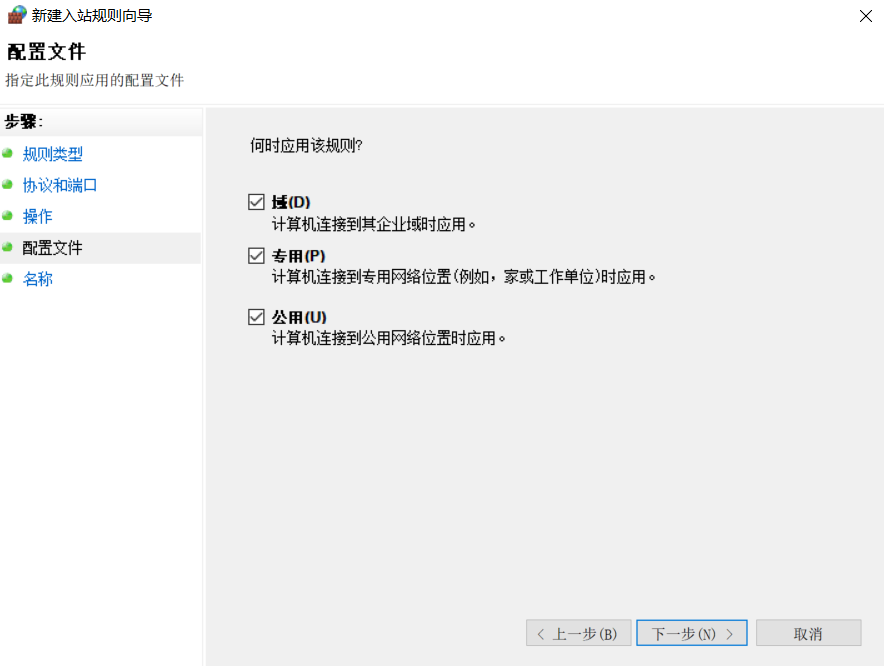 新建入站规则向导
配置文件
指定此规则应用的配置文件
步骤:
规则类型
协议和端口
操作
配置文件
名称
何时应用该规则?
域(D)
计算机连接到其企业域时应用。
专用(P)
计算机连接到专用网络位置(例如，家或工作单位)时应用。
公用(U)
计算机连接到公用网络位置时应用。
< 上一步(B)
下一步(N) >
取消